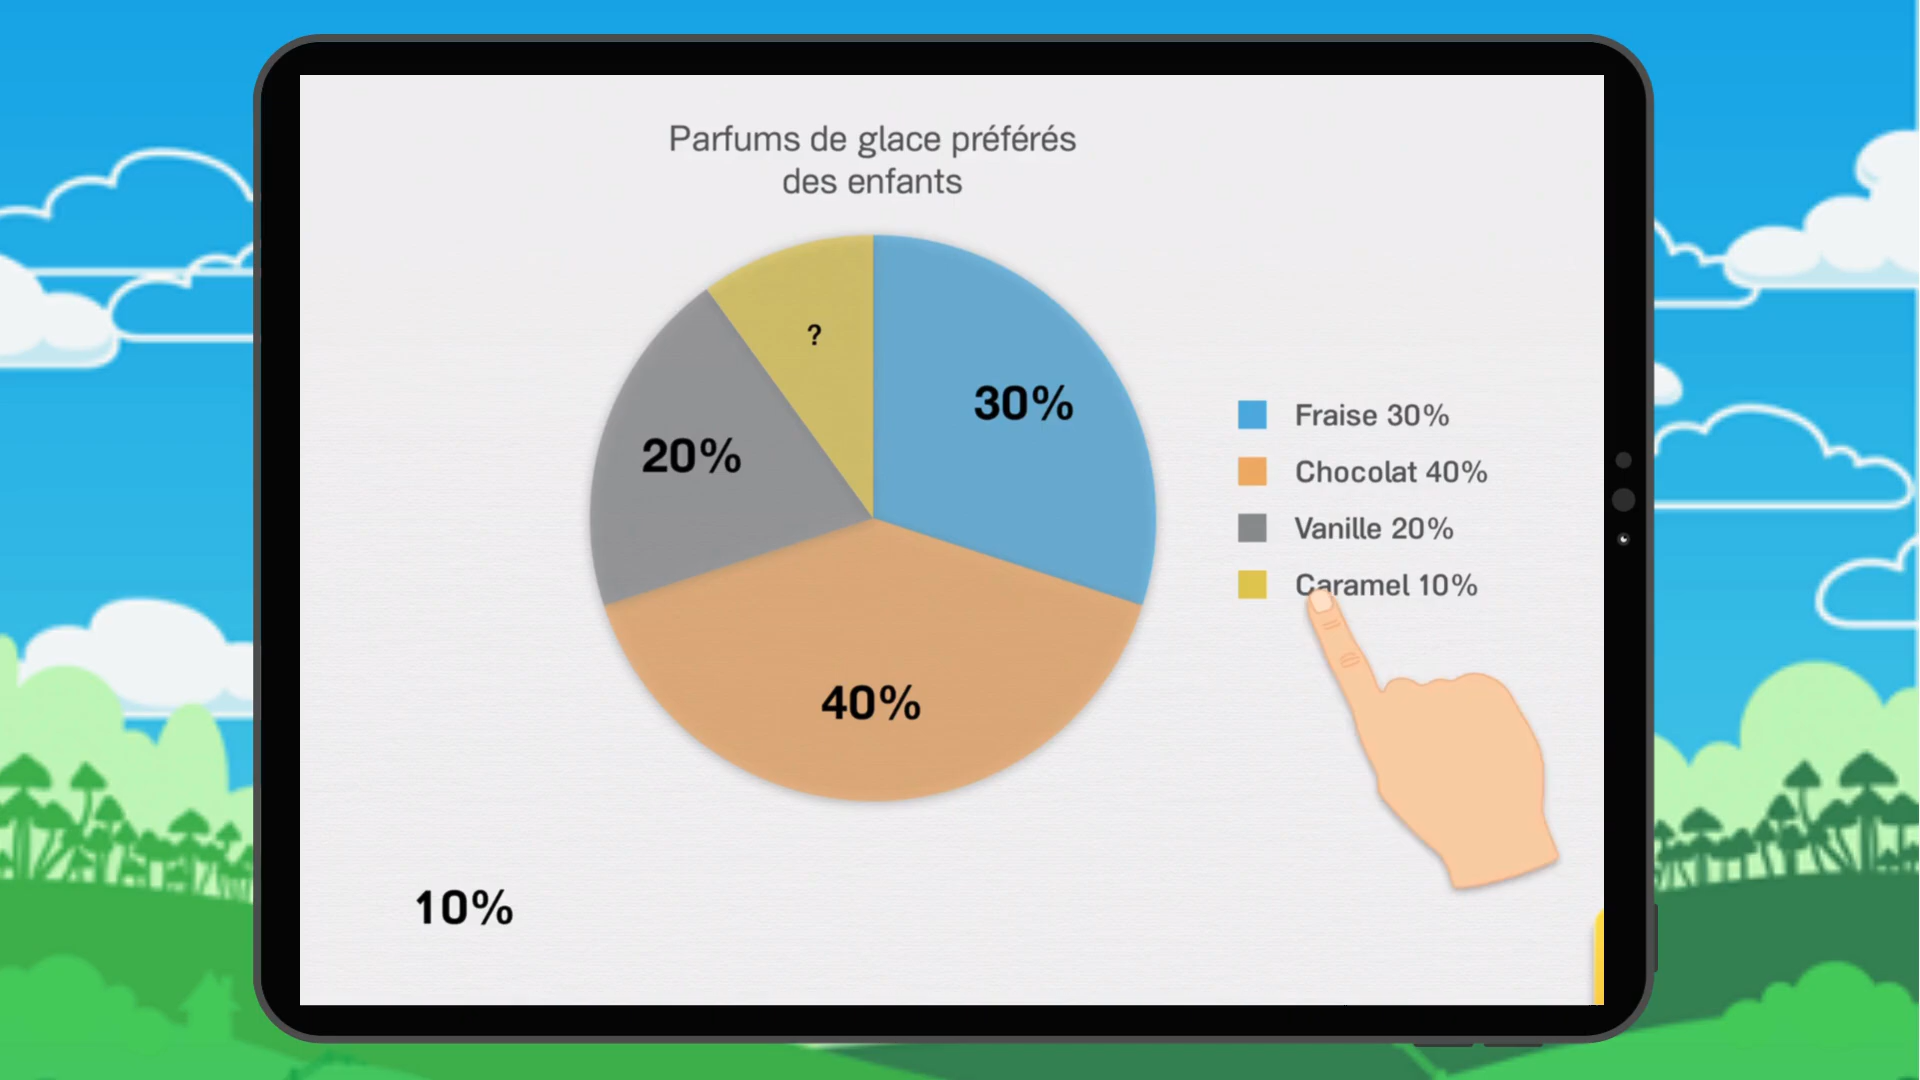 Parfums de glace préférés
des enfants
?
30%
20%
40%
Fraise 30%
Chocolat 40%
Vanille 20%
Caramel 10%
10%